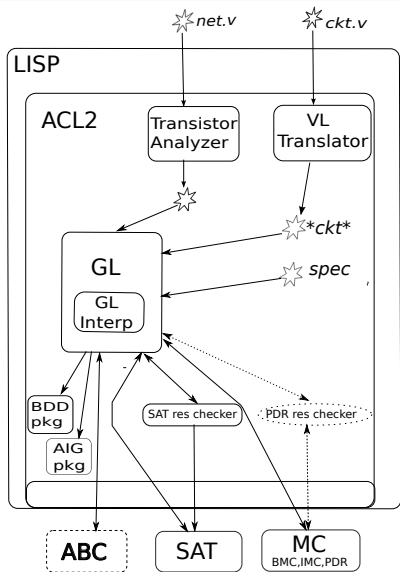 net.v
ckt.v
LISP
ACL2
Transistor
Analyzer
VL
Translator
*ckt*
GL
spec
GL
Interp
BDD
pkg
SAT res checker
PDR res checker
AIG
pkg
ABC
SAT
MC
BMC,IMC,PDR